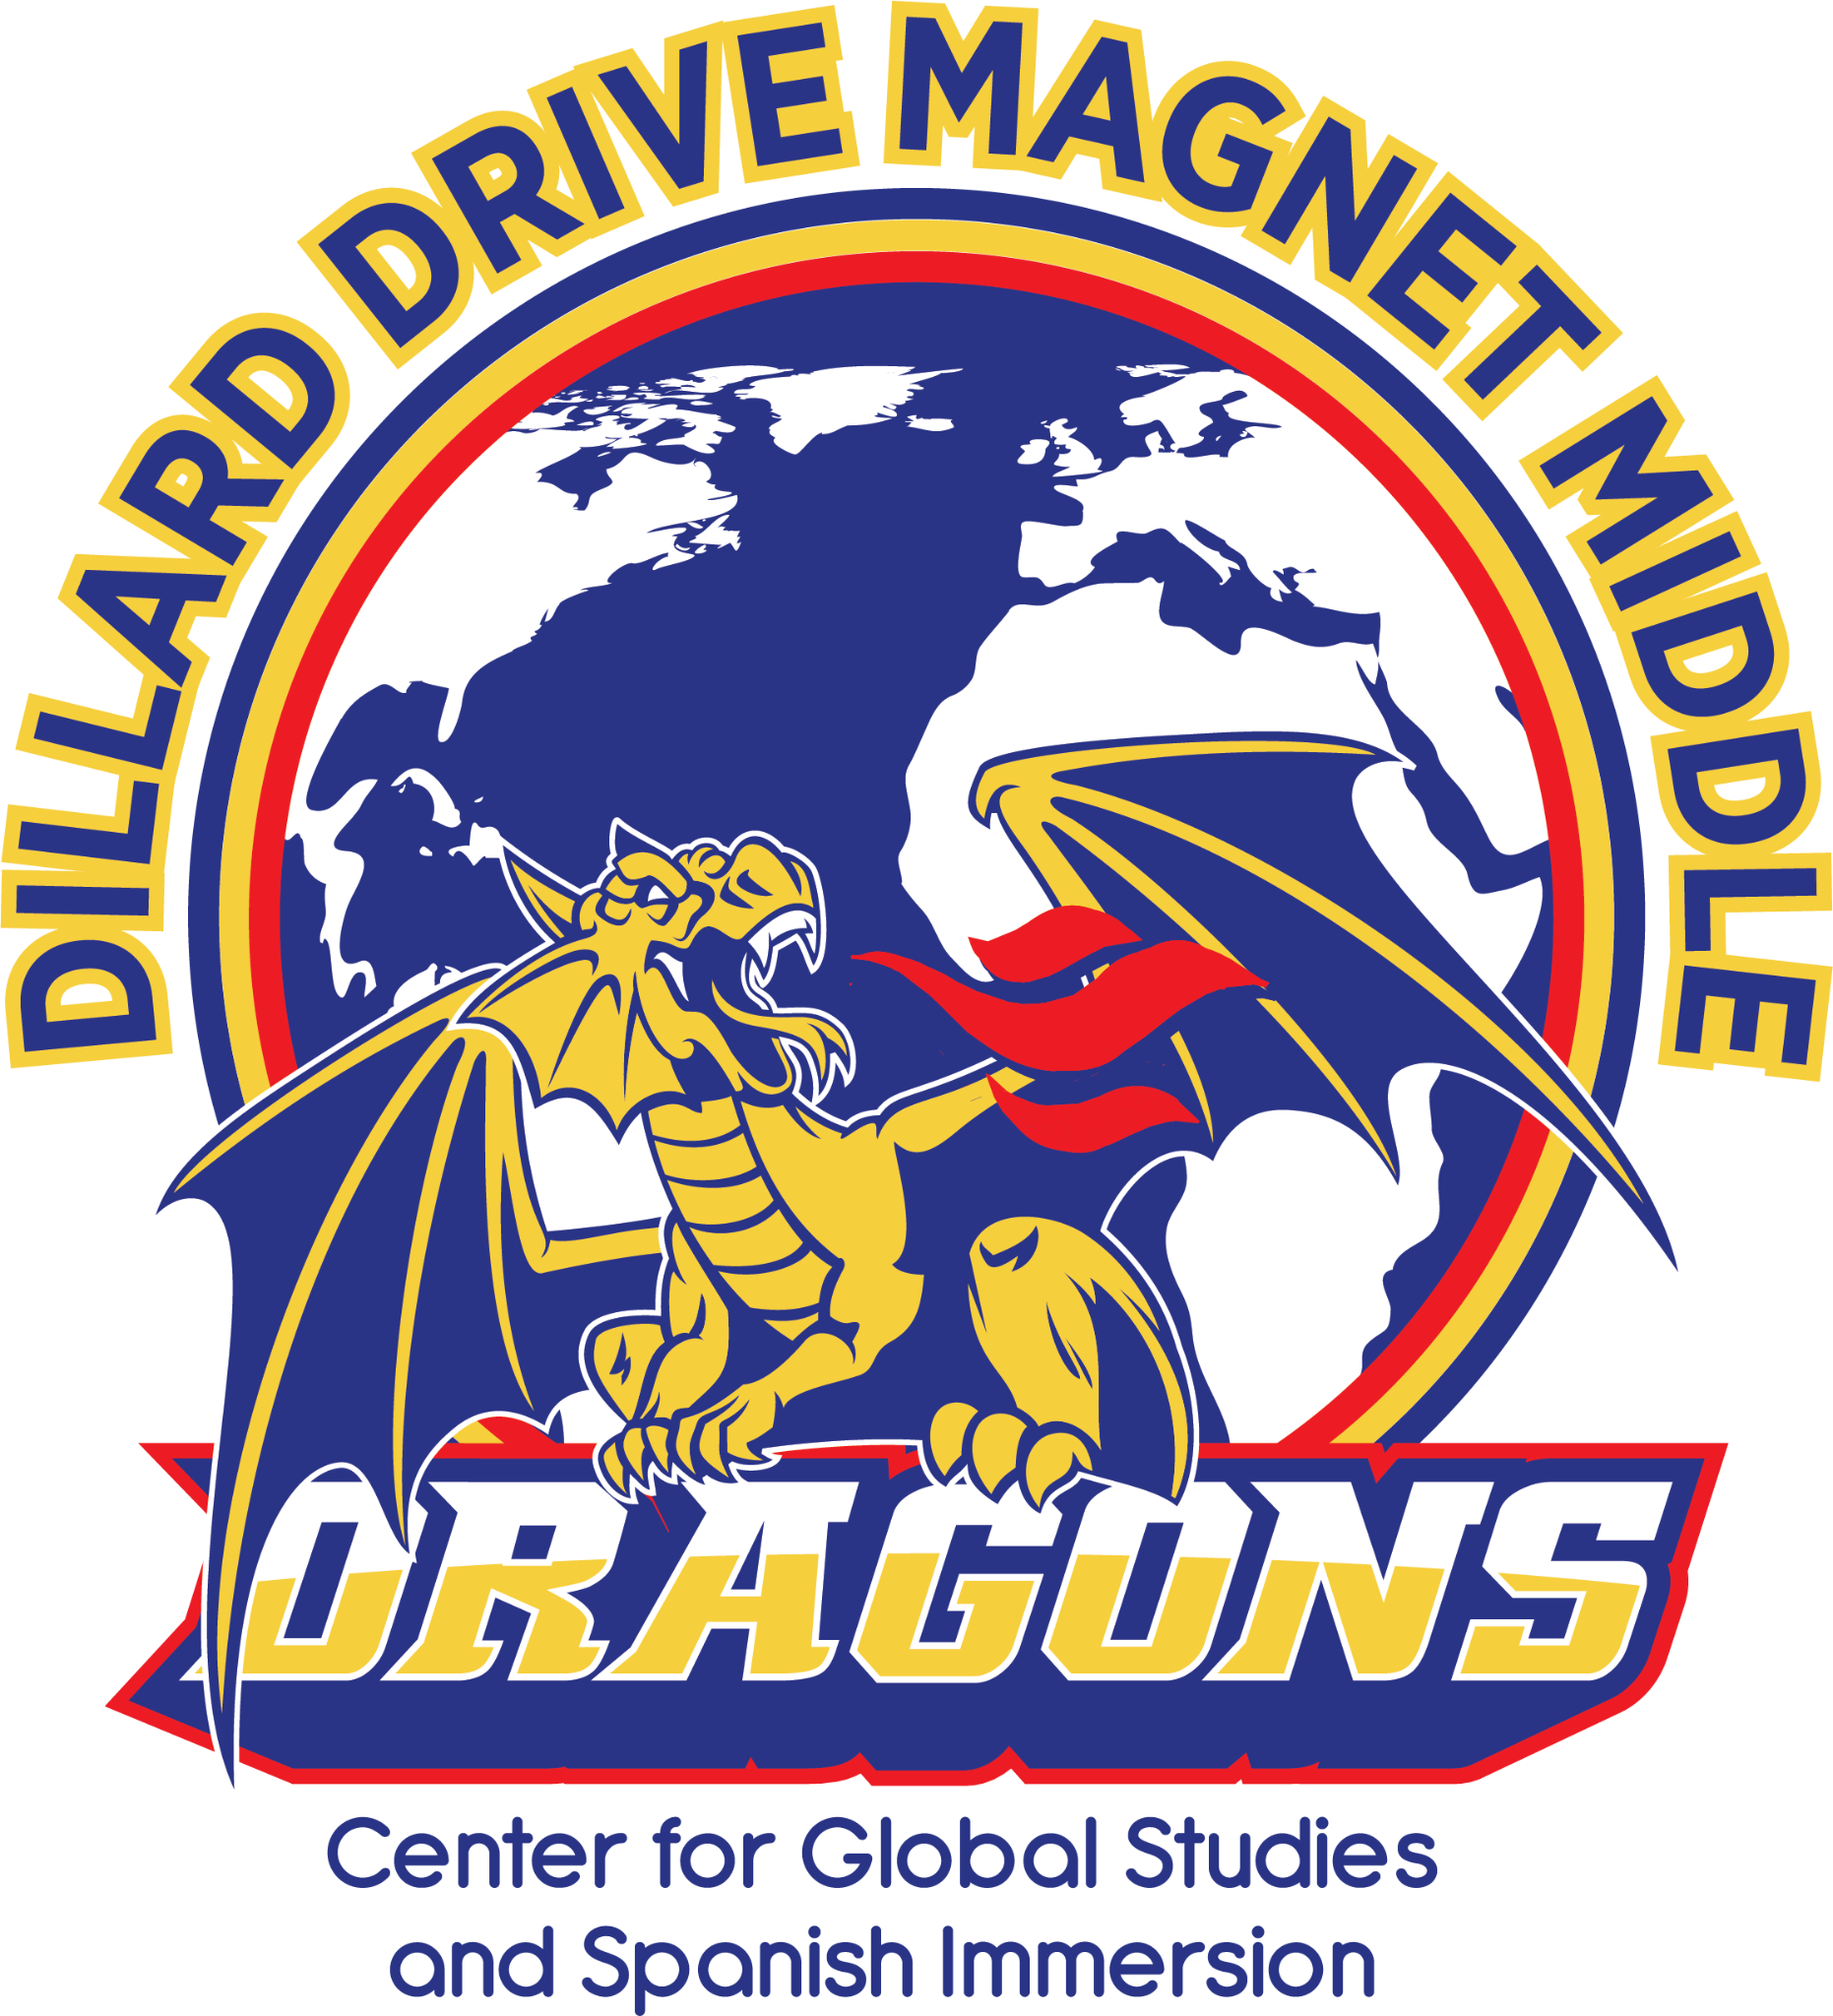 DILLARD DRIVE MAGNET MIDDLE
DRAGONS
Center for Global Studies
and Spanish Immersion